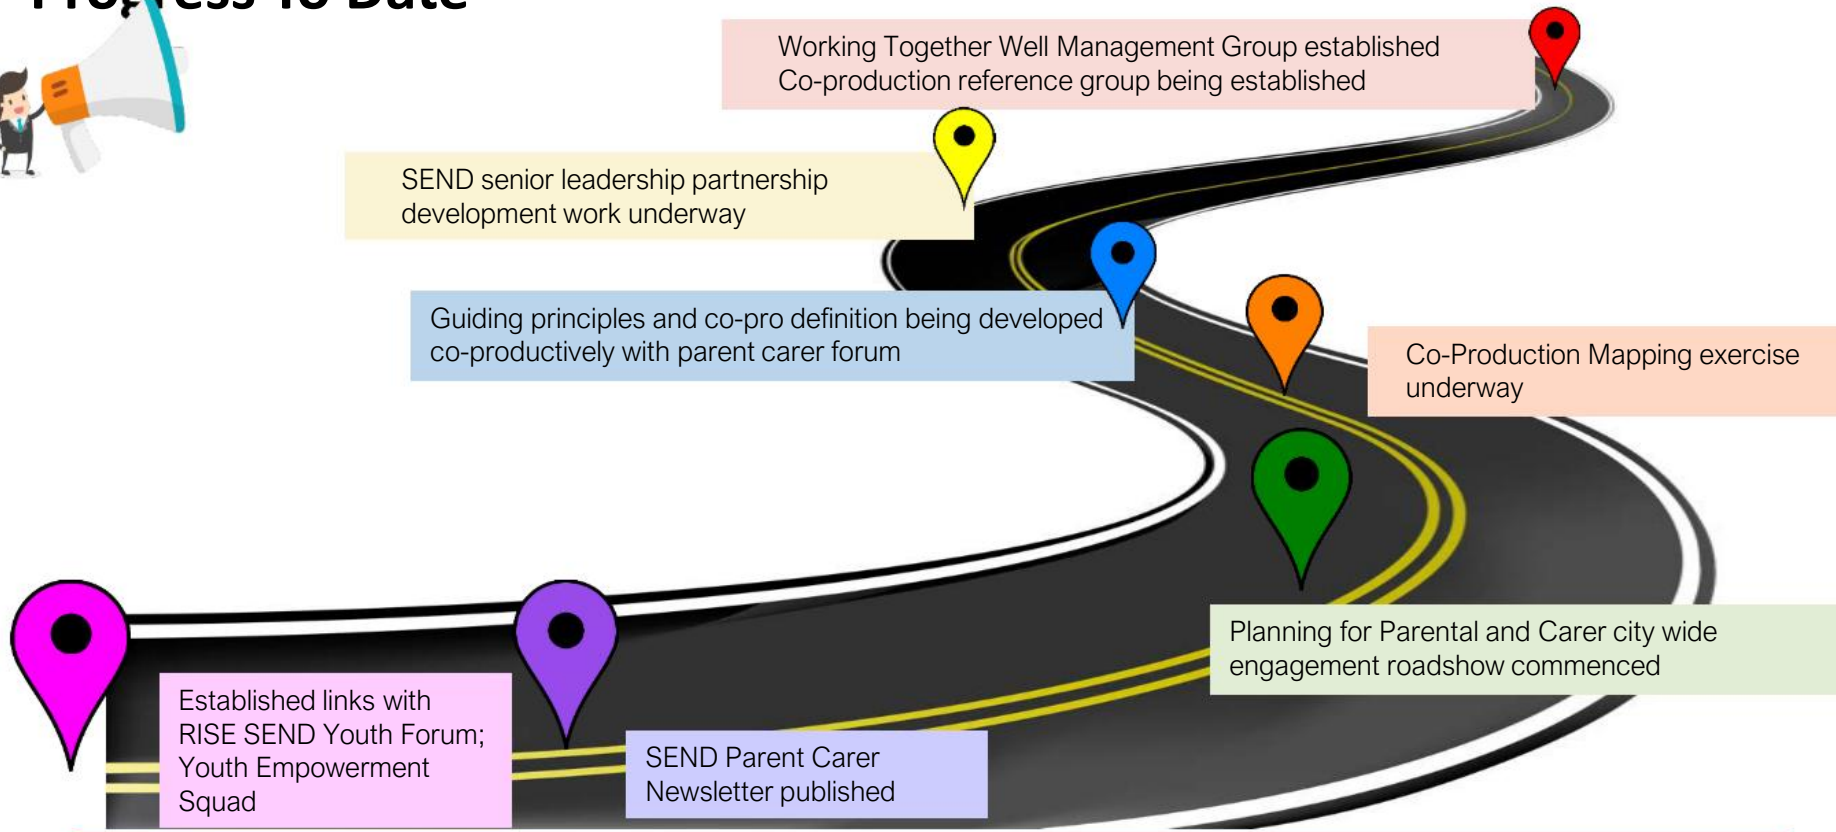 Progress To Date
Working Together Well Management Group established
Co-production reference group being established
SEND senior leadership partnership
development work underway
Guiding principles and co-pro definition being developed
co-productively with parent carer forum
Co-Production Mapping exercise
underway
Planning for Parental and Carer city wide
engagement roadshow commenced
Established links with
RISE SEND Youth Forum;
Youth Empowerment
Squad
SEND Parent Carer
Newsletter published